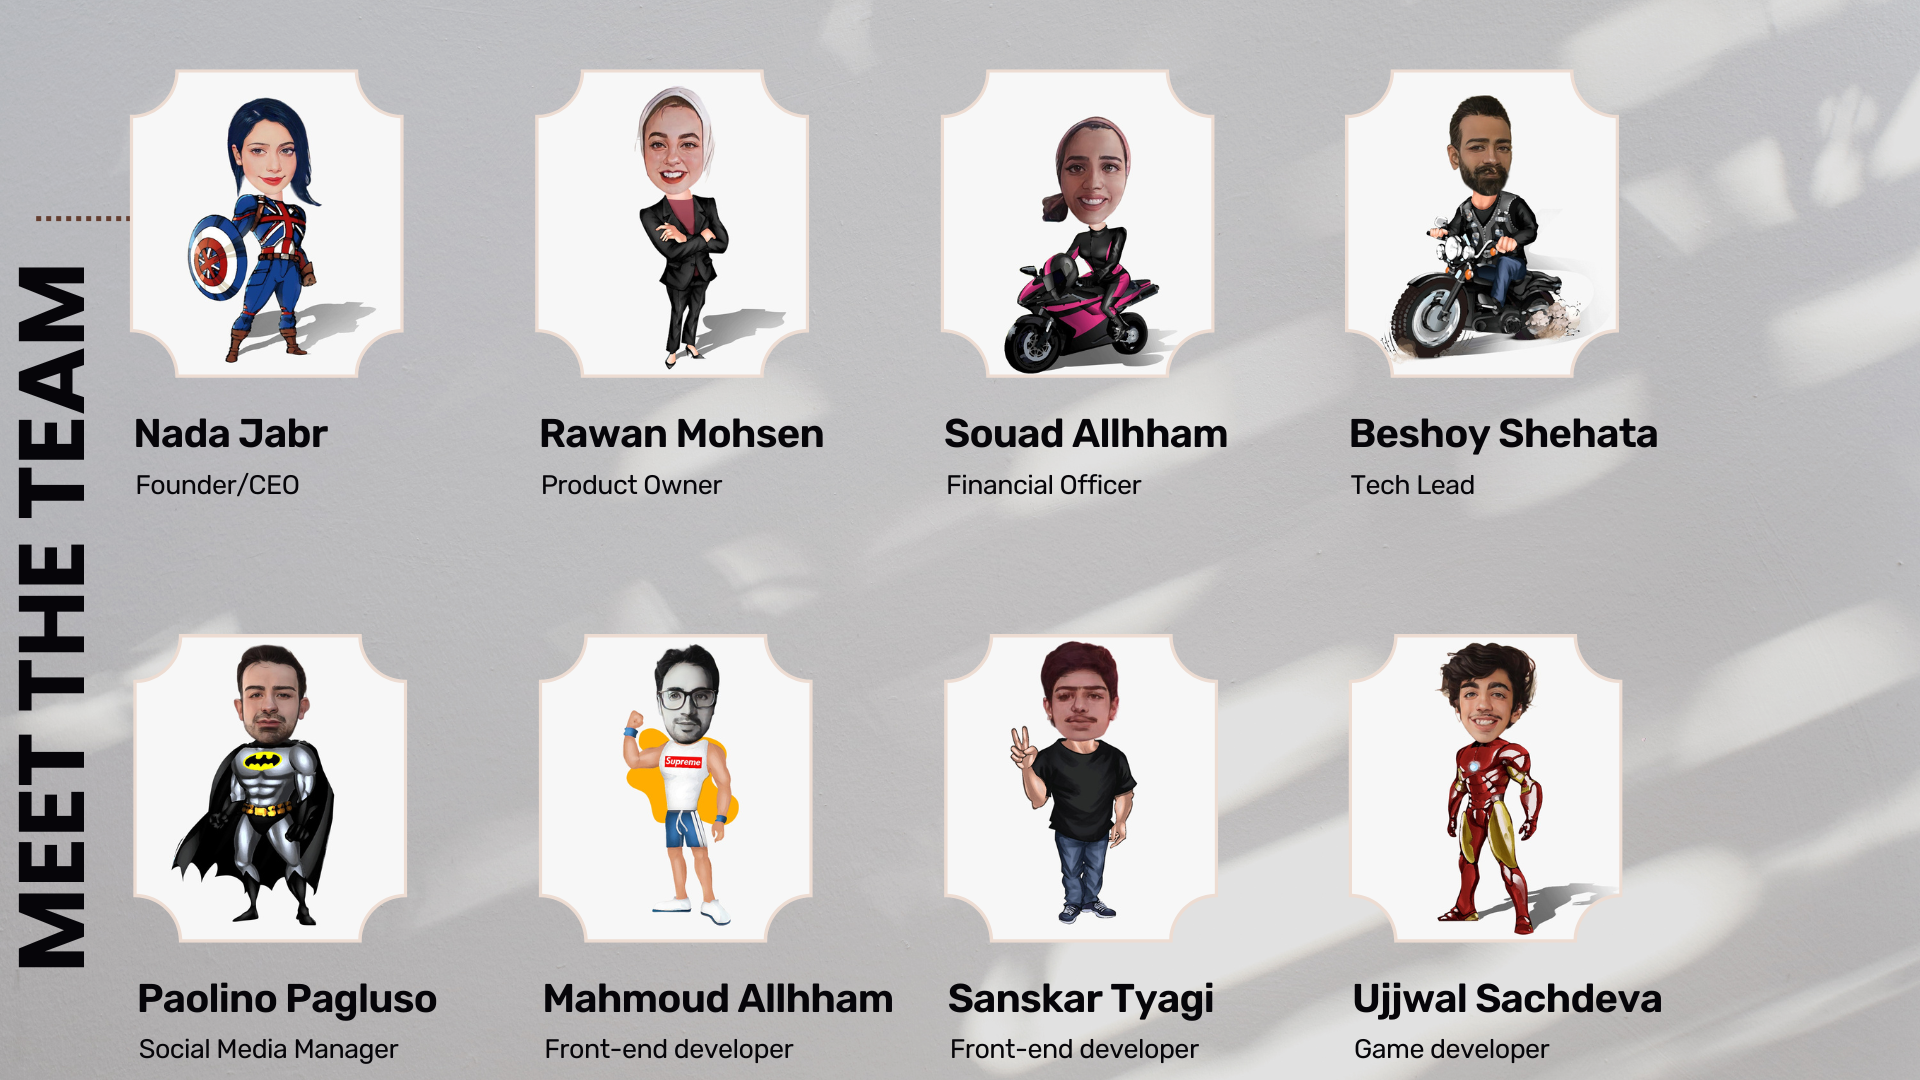 MEET THE TEAM
Nada Jabr
Founder/CEO
Rawan Mohsen
Product Owner
Souad Allhham
Financial Officer
Beshoy Shehata
Tech Lead
Paolino Pagluso
Social Media Manager
Supreme
Mahmoud Allhham
Front-end developer
Sanskar Tyagi
Front-end developer
Ujjwal Sachdeva
Game developer